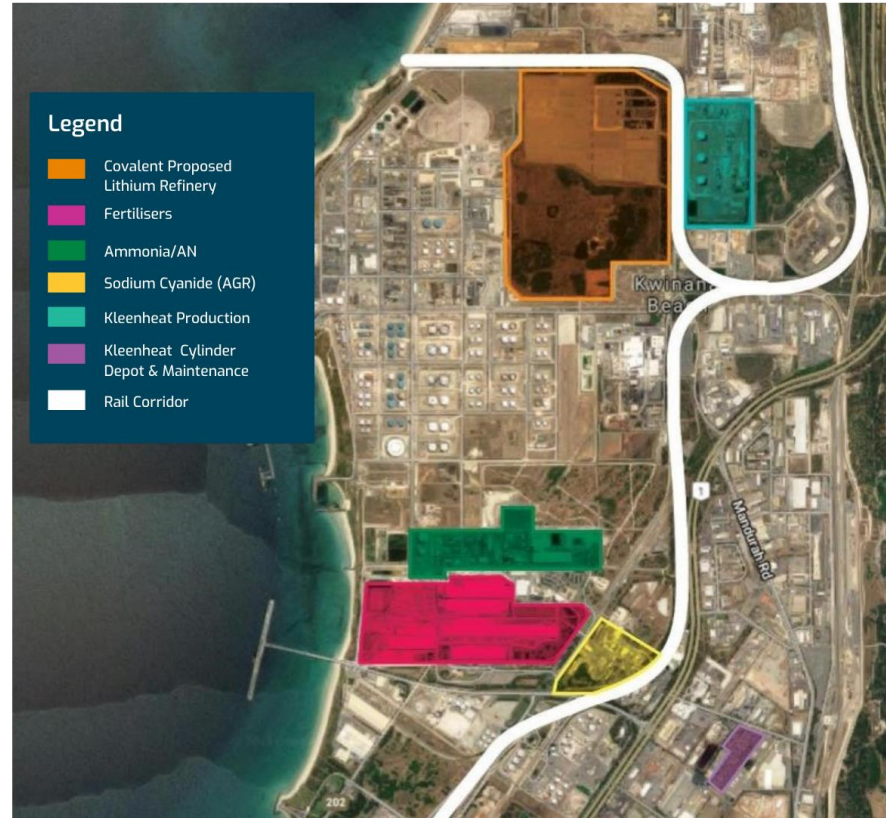 Legend
Covalent Proposed
Lithium Refinery
Fertilisers
Ammonia/AN
Sodium Cyanide (AGR)
Kleenheat Production
Kleenheat Cylinder
Depot & Maintenance
Rail Corridor
Kwinana
Beach
1
Mandurah Rd
202